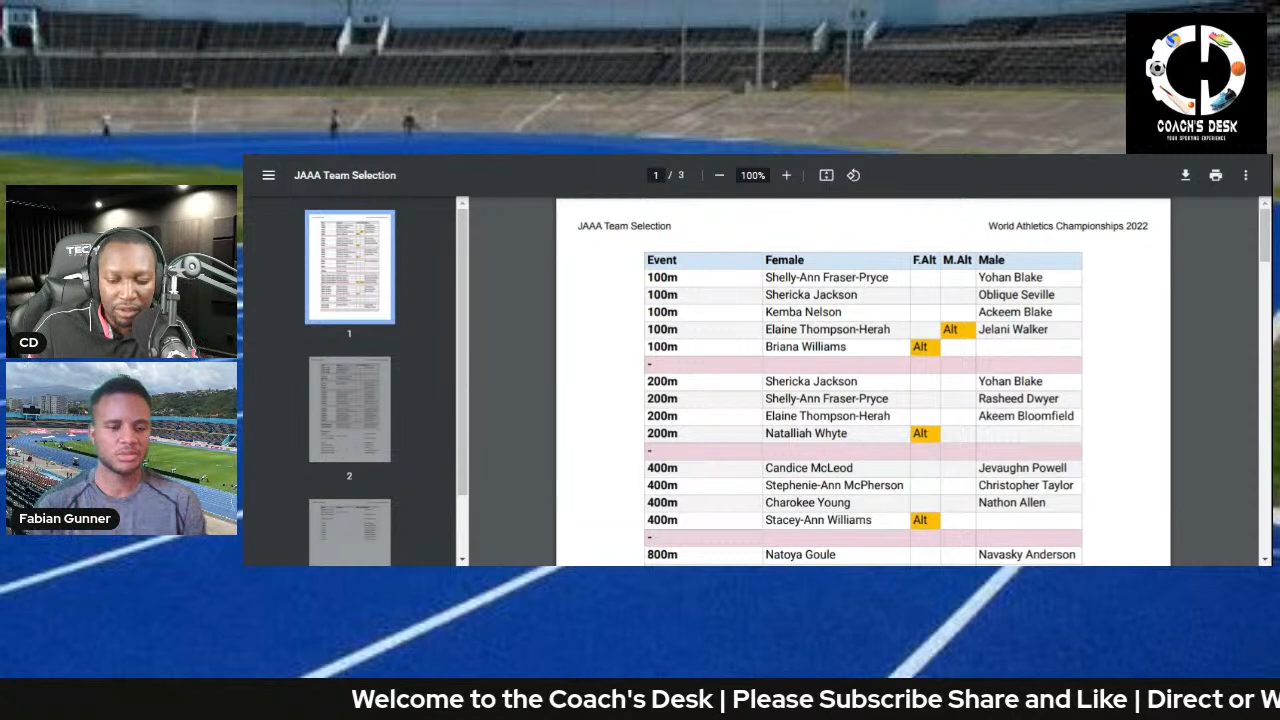 COACH'S DESK
YOUR SPORTING EXPERIENCE
JAAA Team Selection
1 / 3
100%
1
2
JAAA Team Selection
World Athletics Championships 2022
Event Female F.Alt M.Alt Male
100m Shelly-Ann Fraser-Pryce Yohan Blake
100m Shericka Jackson Oblique Seville
100m Kemba Nelson Ackeem Blake
100m Elaine Thompson-Herah Alt Jelani Walker
100m Briana Williams Alt
-
200m Shericka Jackson Yohan Blake
200m Shelly-Ann Fraser-Pryce Rasheed Dwyer
200m Elaine Thompson-Herah Akeem Bloomfield
200m Natalliah Whyte Alt
-
400m Candice McLeod Jevaughn Powell
400m Stephenie-Ann McPherson Christopher Taylor
400m Charokee Young Nathon Allen
400m Stacey-Ann Williams Alt
-
800m Natoya Goule Navasky Anderson
CD
Fabian Gunner
Welcome to the Coach's Desk | Please Subscribe Share and Like | Direct or W